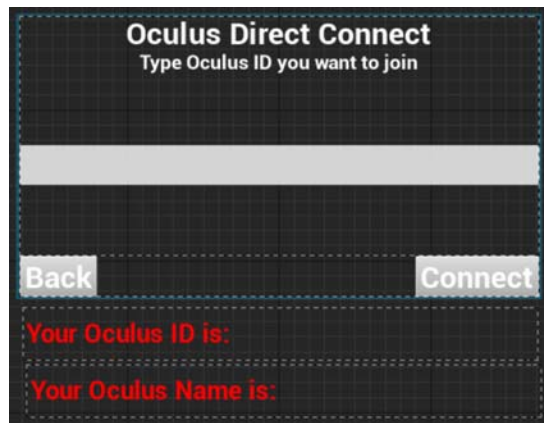 Oculus Direct Connect
Type Oculus ID you want to join
Back
Connect
Your Oculus ID is:
Your Oculus Name is: